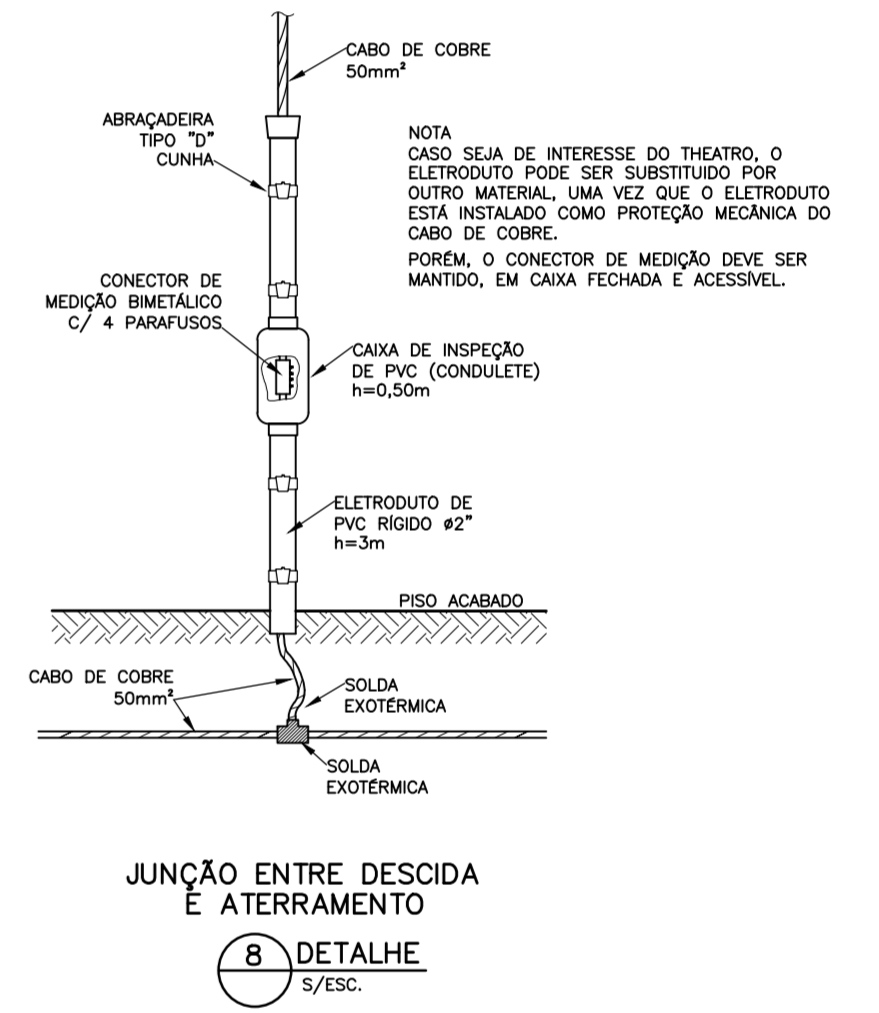 CABO DE COBRE
50mm²
ABRAÇADEIRA
TIPO "D"
CUNHA
NOTA
CASO SEJA DE INTERESSE DO THEATRO, O
ELETRODUTO PODE SER SUBSTITUIDO POR
OUTRO MATERIAL, UMA VEZ QUE O ELETRODUTO
ESTÁ INSTALADO COMO PROTEÇÃO MECÂNICA DO
CABO DE COBRE.
PORÉM, O CONECTOR DE MEDIÇÃO DEVE SER
MANTIDO, EM CAIXA FECHADA E ACESSÍVEL.
CONECTOR DE
MEDIÇÃO BIMETÁLICO
C/ 4 PARAFUSOS
CAIXA DE INSPEÇÃO
DE PVC (CONDULETE)
h=0,50m
ELETRODUTO DE
PVC RÍGIDO ø2"
h=3m
PISO ACABADO
CABO DE COBRE
50mm²
SOLDA
EXOTÉRMICA
SOLDA
EXOTÉRMICA
JUNÇÃO ENTRE DESCIDA
E ATERRAMENTO
8 DETALHE
S/ESC.